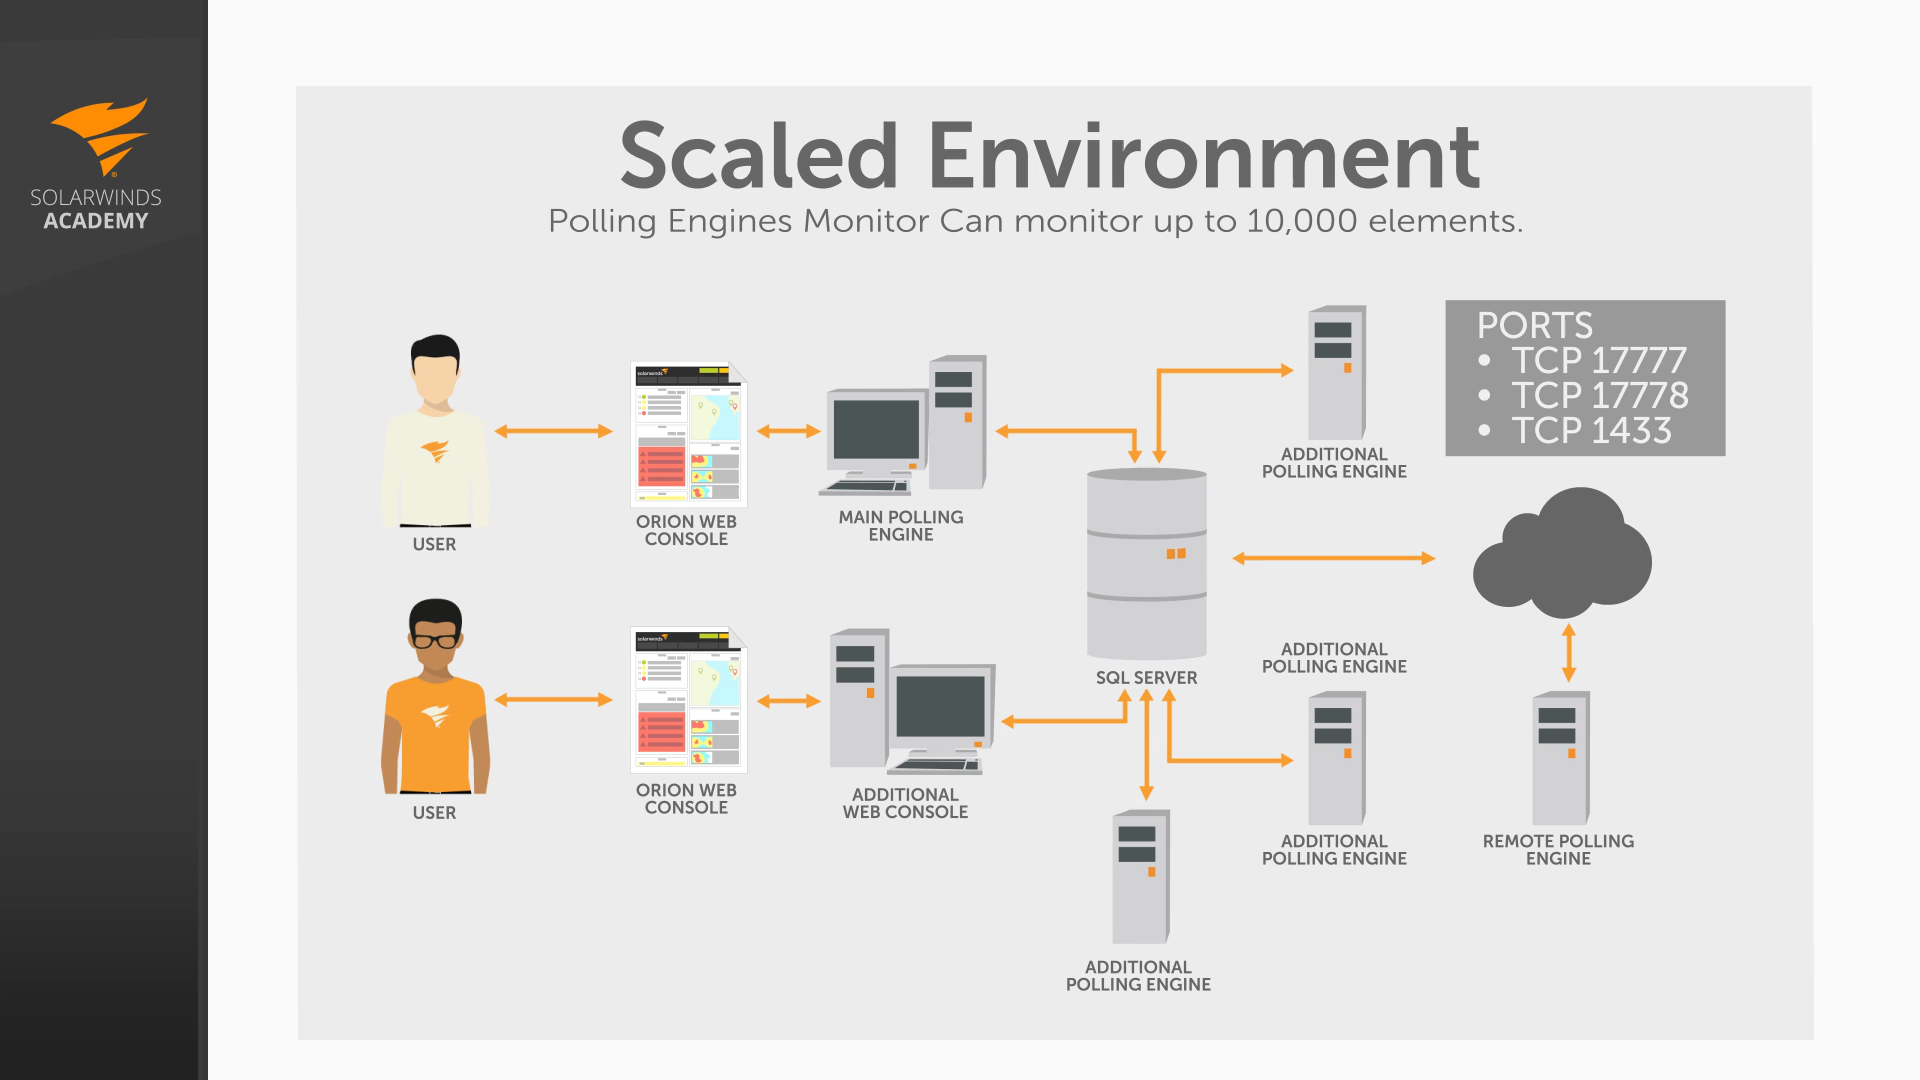 SOLARWINDS
ACADEMY
Scaled Environment
Polling Engines Monitor Can monitor up to 10,000 elements.
PORTS
• TCP 17777
• TCP 17778
• TCP 1433
solarwinds
USER
ORION WEB
CONSOLE
MAIN POLLING
ENGINE
ADDITIONAL
POLLING ENGINE
SQL SERVER
ADDITIONAL
POLLING ENGINE
solarwinds
USER
ORION WEB
CONSOLE
ADDITIONAL
WEB CONSOLE
ADDITIONAL
POLLING ENGINE
REMOTE POLLING
ENGINE
ADDITIONAL
POLLING ENGINE